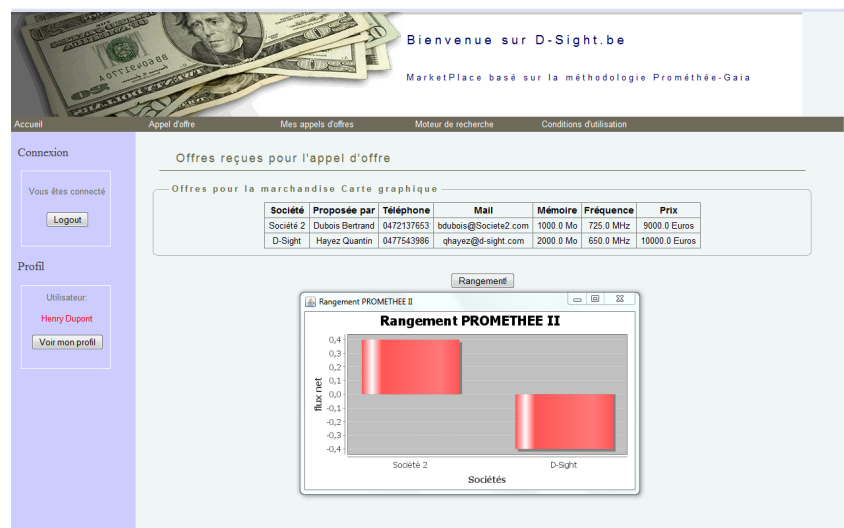 Bienvenue sur D-Sight.be
MarketPlace basé sur la méthodologie Prométhée-Gaia
Accueil Appel d'offre Mes appels d'offres Moteur de recherche Conditions d'utilisation
Connexion
Vous êtes connecté
Logout
Profil
Utilisateur:
Henry Dupont
Voir mon profil
Offres reçues pour l'appel d'offre
Offres pour la marchandise Carte graphique
Société Proposée par Téléphone Mail Mémoire Fréquence Prix
Société 2 Dubois Bertrand 0472137653 bdubois@Societe2.com 1000.0 Mo 725.0 MHz 9000.0 Euros
D-Sight Hayez Quantin 0477543986 qhayez@d-sight.com 2000.0 Mo 650.0 MHz 10000.0 Euros
Rangement!
Rangement PROMETHEE II
Rangement PROMETHEE II
flux net
0,4
0,3
0,2
0,1
0,0
-0,1
-0,2
-0,3
-0,4
Société 2 D-Sight
Sociétés